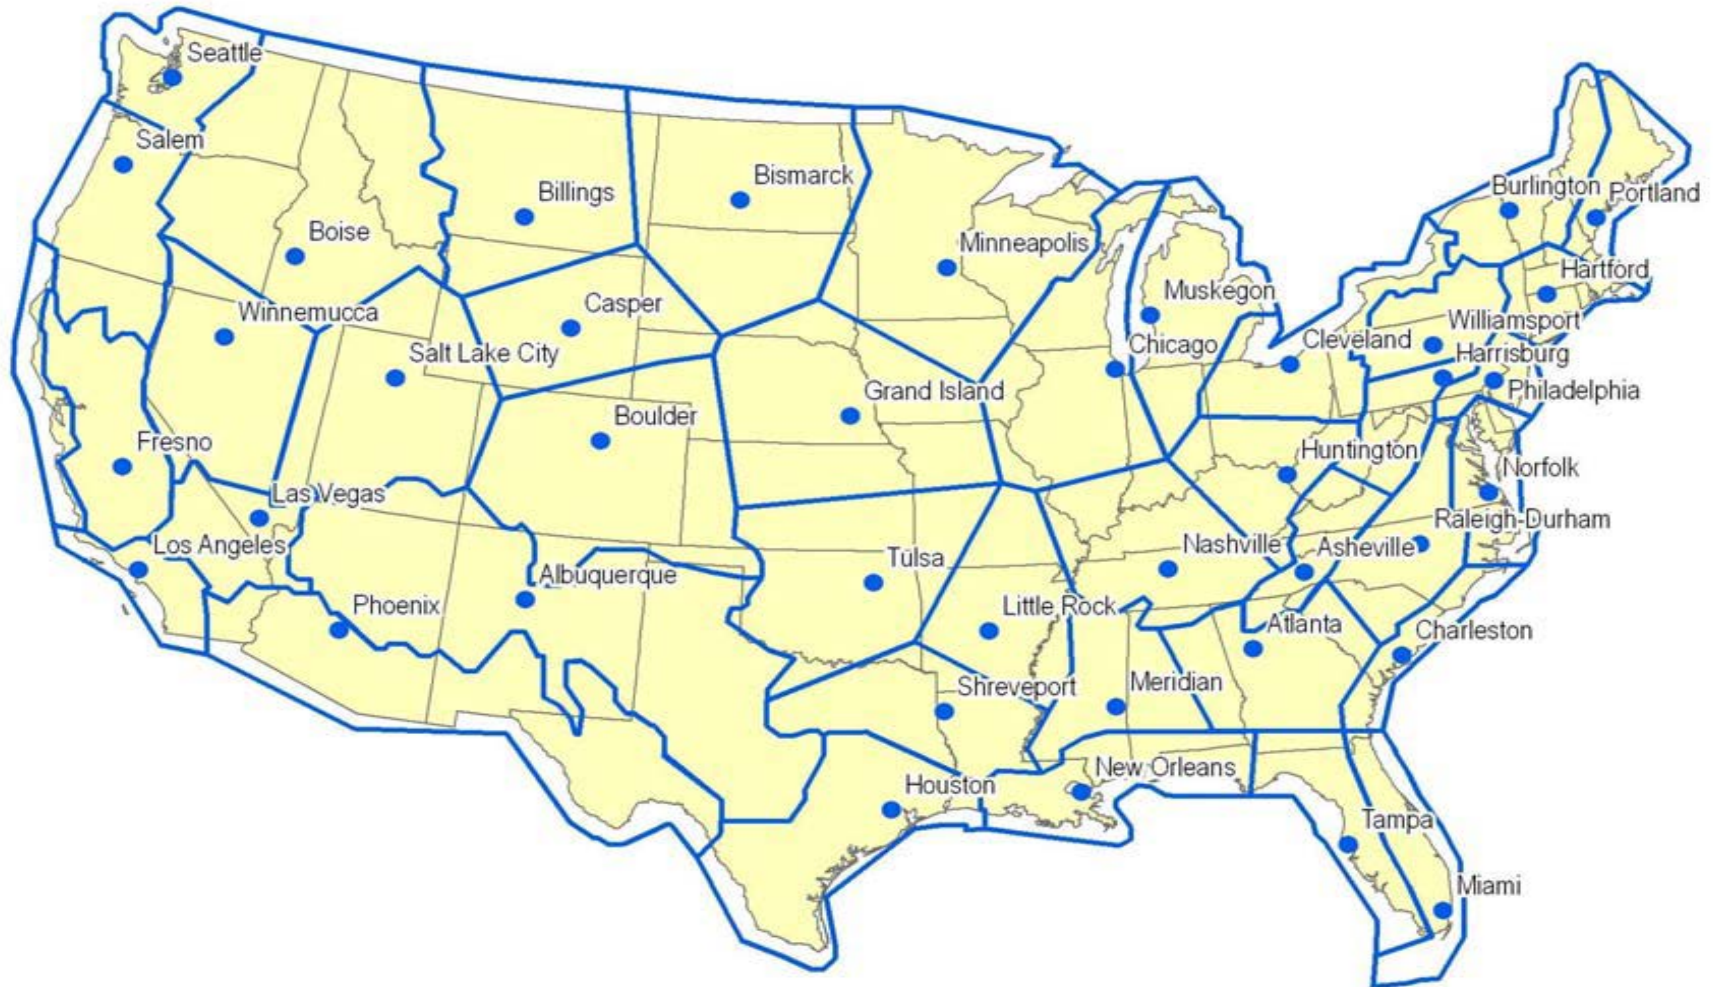 Seattle
Salem
Burlington
Portland
Bismarck
Billings
Boise
Minneapolis
Hartford
Muskegon
Casper
Winnemucca
Williamsport
Cleveland
Chicago
Salt Lake City
Harrisburg
Grand Island
Philadelphia
Boulder
Fresno
Huntington
Norfolk
Las Vegas
Raleigh-Durham
Los Angeles
Nashville
Asheville
Tulsa
Albuquerque
Phoenix
Little Rock
Atlanta
Charleston
Meridian
Shreveport
New Orleans
Houston
Tampa
Miami